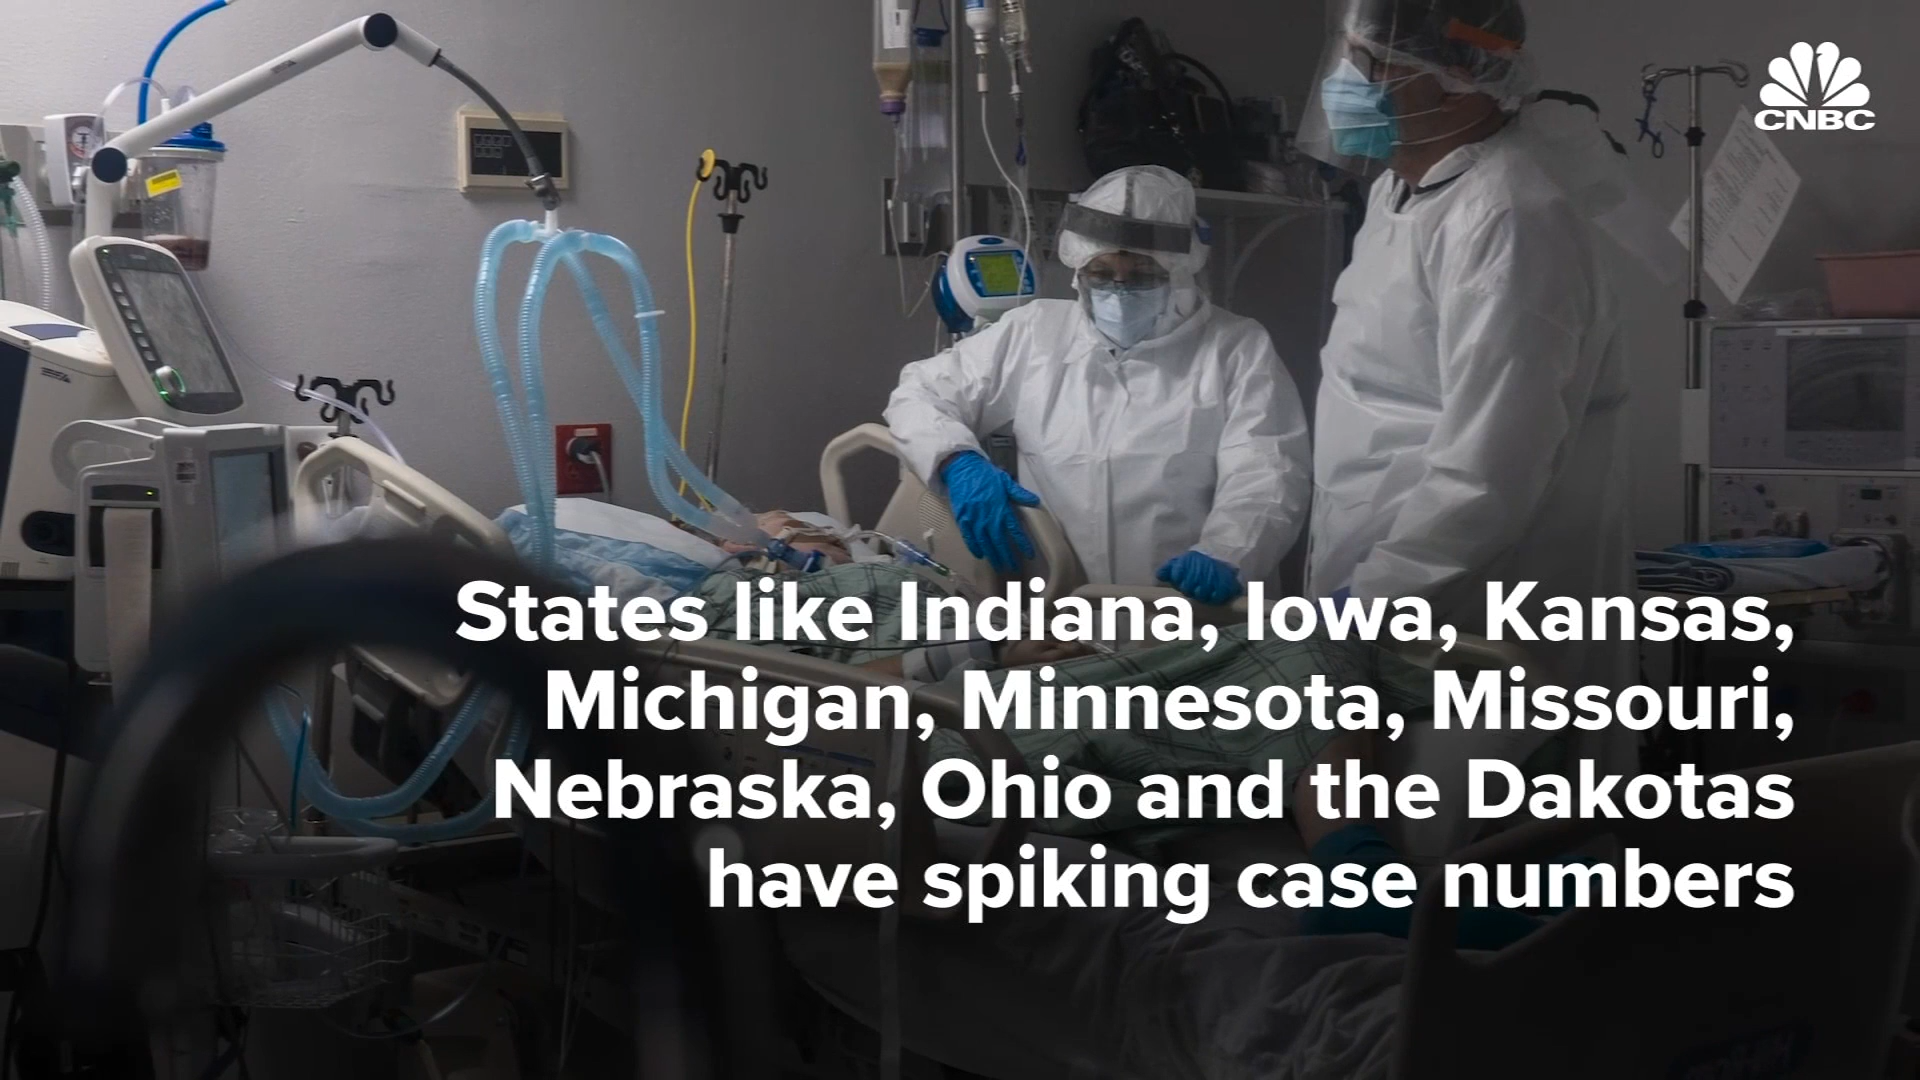 CNBC
States like Indiana, Iowa, Kansas,
Michigan, Minnesota, Missouri,
Nebraska, Ohio and the Dakotas
have spiking case numbers